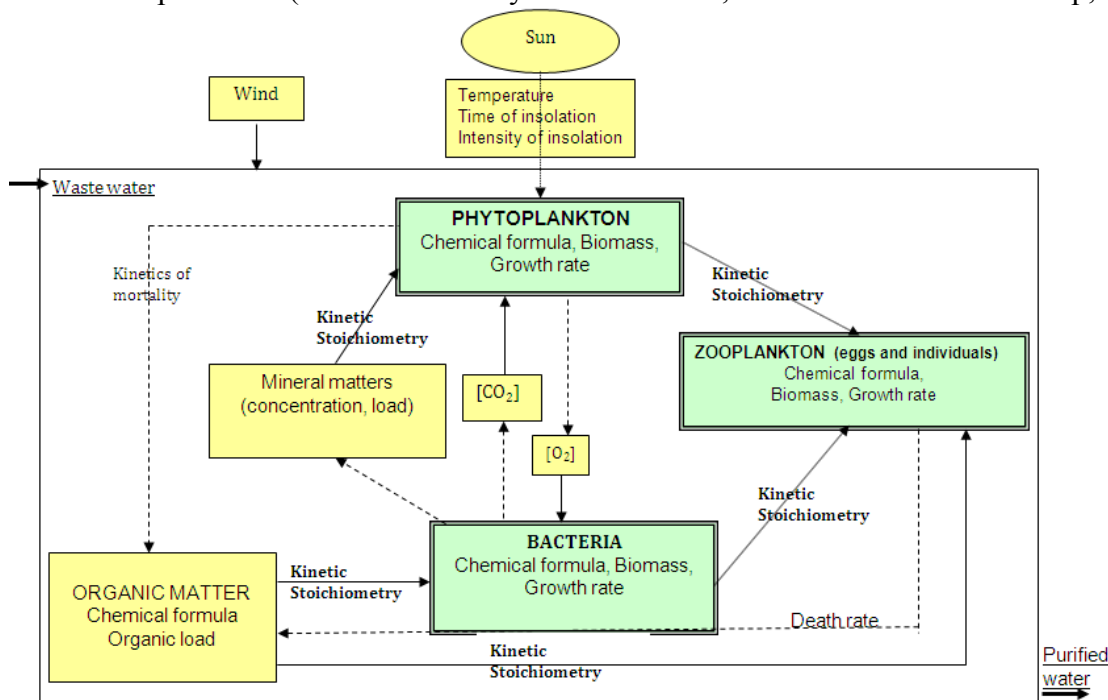 Sun
Wind
Temperature
Time of insolation
Intensity of insolation
Waste water
PHYTOPLANKTON
Chemical formula, Biomass,
Growth rate
Kinetics of
mortality
Kinetic
Stoichiometry
Kinetic
Stoichiometry
ZOOPLANKTON (eggs and individuals)
Chemical formula,
Biomass, Growth rate
Mineral matters
(concentration, load)
[CO2]
[O2]
Kinetic
Stoichiometry
BACTERIA
Chemical formula, Biomass,
Growth rate
ORGANIC MATTER
Chemical formula
Organic load
Kinetic
Stoichiometry
Death rate
Kinetic
Stoichiometry
Purified
water